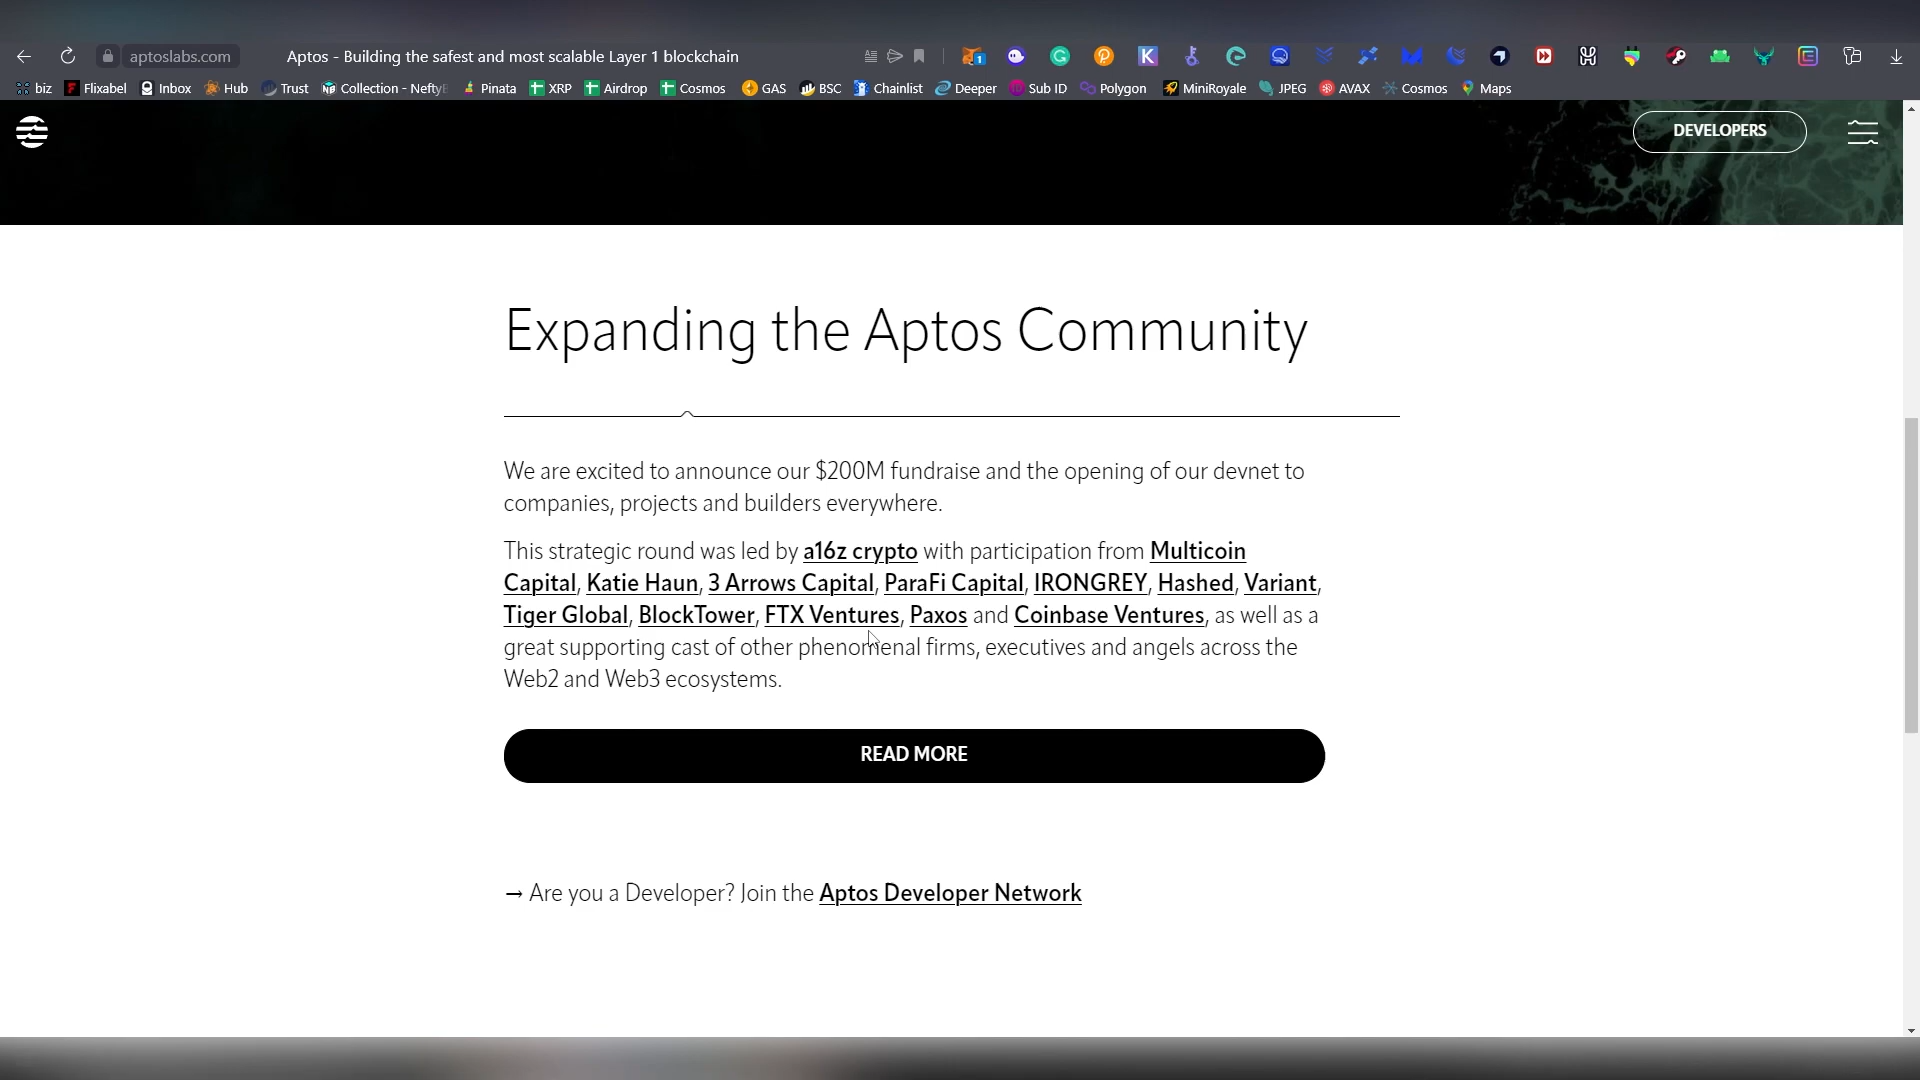 aptoslabs.com Aptos - Building the safest and most scalable Layer 1 blockchain
biz Flixabel Inbox Hub Trust Collection - Nefty Pinata XRP Airdrop Cosmos GAS BSC Chainlist Deeper Sub ID Polygon MiniRoyale JPEG AVAX Cosmos Maps
DEVELOPERS
Expanding the Aptos Community
We are excited to announce our $200M fundraise and the opening of our devnet to
companies, projects and builders everywhere.
This strategic round was led by a16z crypto with participation from Multicoin
Capital, Katie Haun, 3 Arrows Capital, ParaFi Capital, IRONGREY, Hashed, Variant,
Tiger Global, BlockTower, FTX Ventures, Paxos and Coinbase Ventures, as well as a
great supporting cast of other phenomenal firms, executives and angels across the
Web2 and Web3 ecosystems.
READ MORE
→ Are you a Developer? Join the Aptos Developer Network